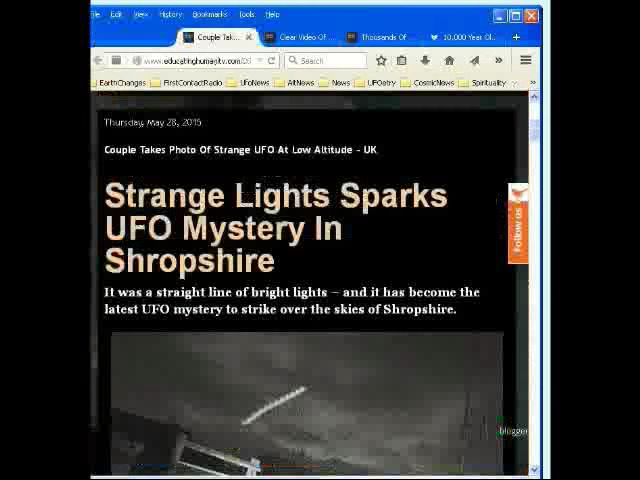 File Edit View History Bookmarks Tools Help
Couple Tak... Clear Video Of Thousands Of 10,000 Year Ol...
www.educatinghumanity.com/ Search
EarthChanges FirstContactRadio UfoNews AltNews News UFOetry CosmicNews Spirituality
Thursday, May 28, 2015
Couple Takes Photo Of Strange UFO At Low Altitude - UK
Strange Lights Sparks
UFO Mystery In
Shropshire
Follow us
It was a straight line of bright lights – and it has become the
latest UFO mystery to strike over the skies of Shropshire.
blogger